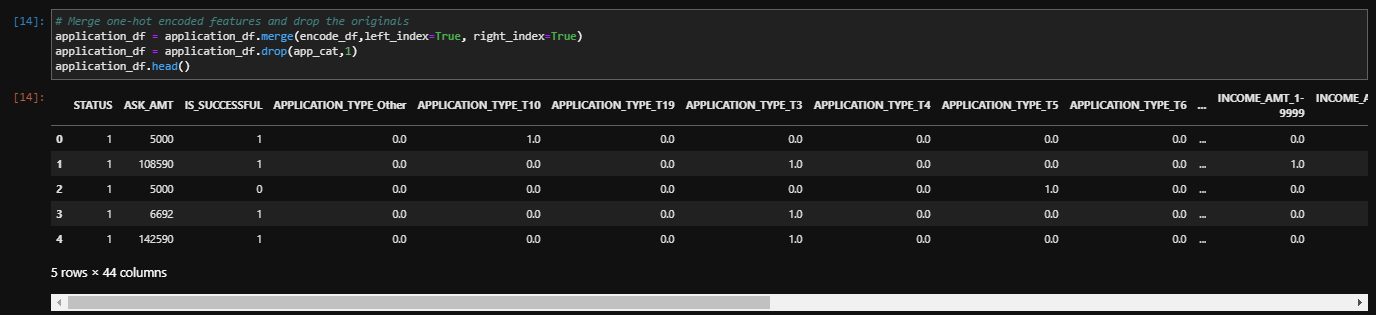 [14]: # Merge one-hot encoded features and drop the originals
application_df = application_df.merge(encode_df,left_index=True, right_index=True)
application_df = application_df.drop(app_cat,1)
application_df.head()
[14]:
STATUS ASK_AMT IS_SUCCESSFUL APPLICATION_TYPE_Other APPLICATION_TYPE_T10 APPLICATION_TYPE_T19 APPLICATION_TYPE_T3 APPLICATION_TYPE_T4 APPLICATION_TYPE_T5 APPLICATION_TYPE_T6 ... INCOME_AMT_1-9999 INCOME_A
0 1 5000 1 0.0 1.0 0.0 0.0 0.0 0.0 0.0 ... 0.0
1 1 108590 1 0.0 0.0 0.0 1.0 0.0 0.0 0.0 ... 1.0
2 1 5000 0 0.0 0.0 0.0 0.0 0.0 1.0 0.0 ... 0.0
3 1 6692 1 0.0 0.0 0.0 1.0 0.0 0.0 0.0 ... 0.0
4 1 142590 1 0.0 0.0 0.0 1.0 0.0 0.0 0.0 ... 0.0
5 rows × 44 columns